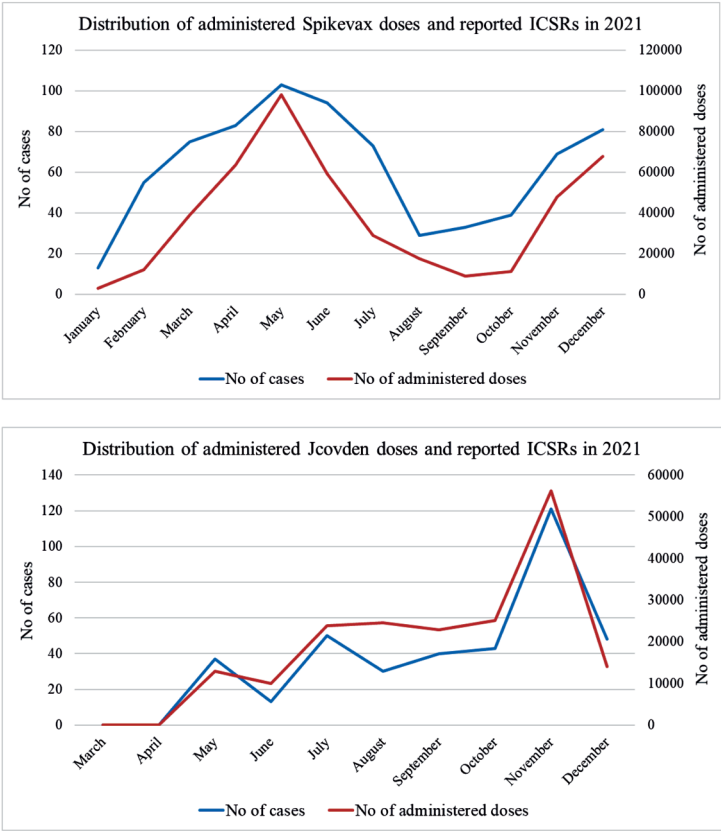 Distribution of administered Spikevax doses and reported ICSRs in 2021
120
100
80
60
40
20
0
No of cases
120000
100000
80000
60000
40000
20000
0
No of administered doses
January
February
March
April
May
June
July
August
September
October
November
December
No of cases
No of administered doses
Distribution of administered Jcovden doses and reported ICSRs in 2021
140
120
100
80
60
40
20
0
No of cases
60000
50000
40000
30000
20000
10000
0
No of administered doses
March
April
May
June
July
August
September
October
November
December
No of cases
No of administered doses